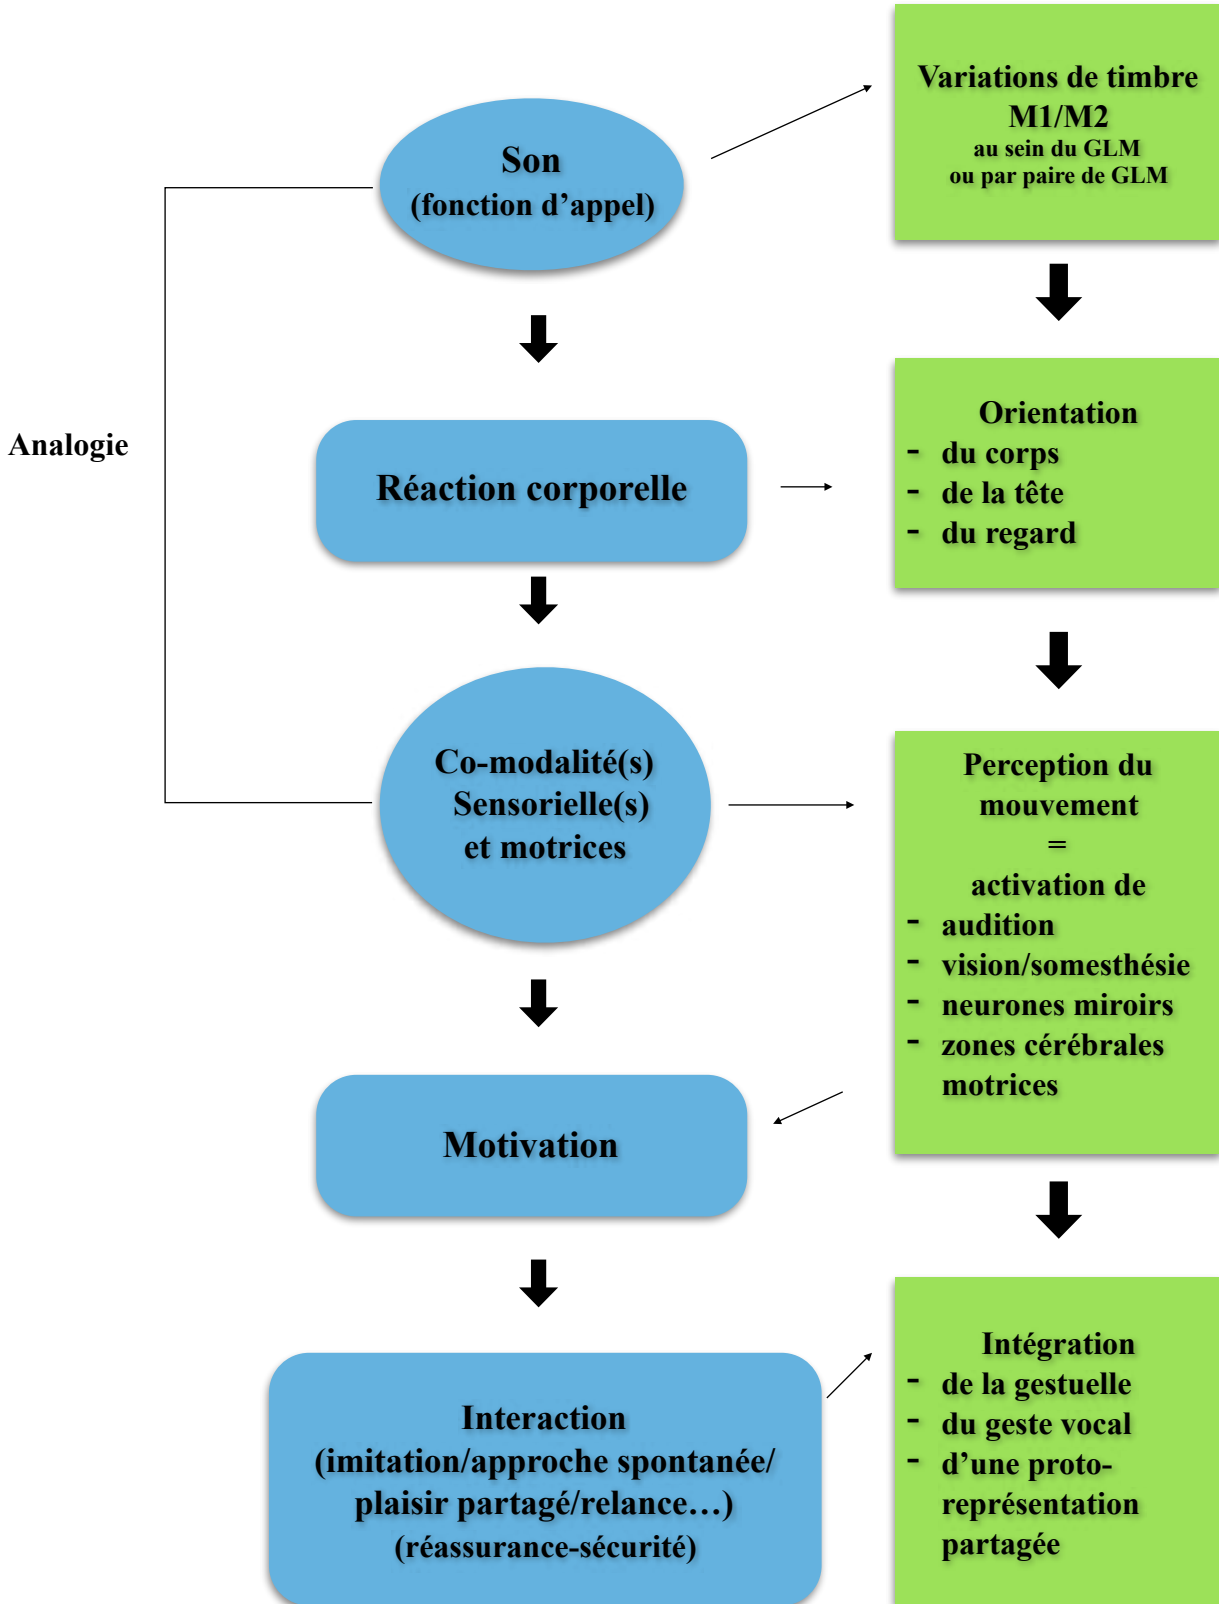 Variations de timbre
M1/M2
au sein du GLM
ou par paire de GLM
Son
(fonction d’appel)
Analogie
Réaction corporelle
Orientation
- du corps
- de la tête
- du regard
Co-modalité(s)
Sensorielle(s)
et motrices
Perception du
mouvement
=
activation de
- audition
- vision/somesthésie
- neurones miroirs
- zones cérébrales
motrices
Motivation
Interaction
(imitation/approche spontanée/
plaisir partagé/relance…)
(réassurance-sécurité)
Intégration
- de la gestuelle
- du geste vocal
- d’une proto-
représentation
partagée